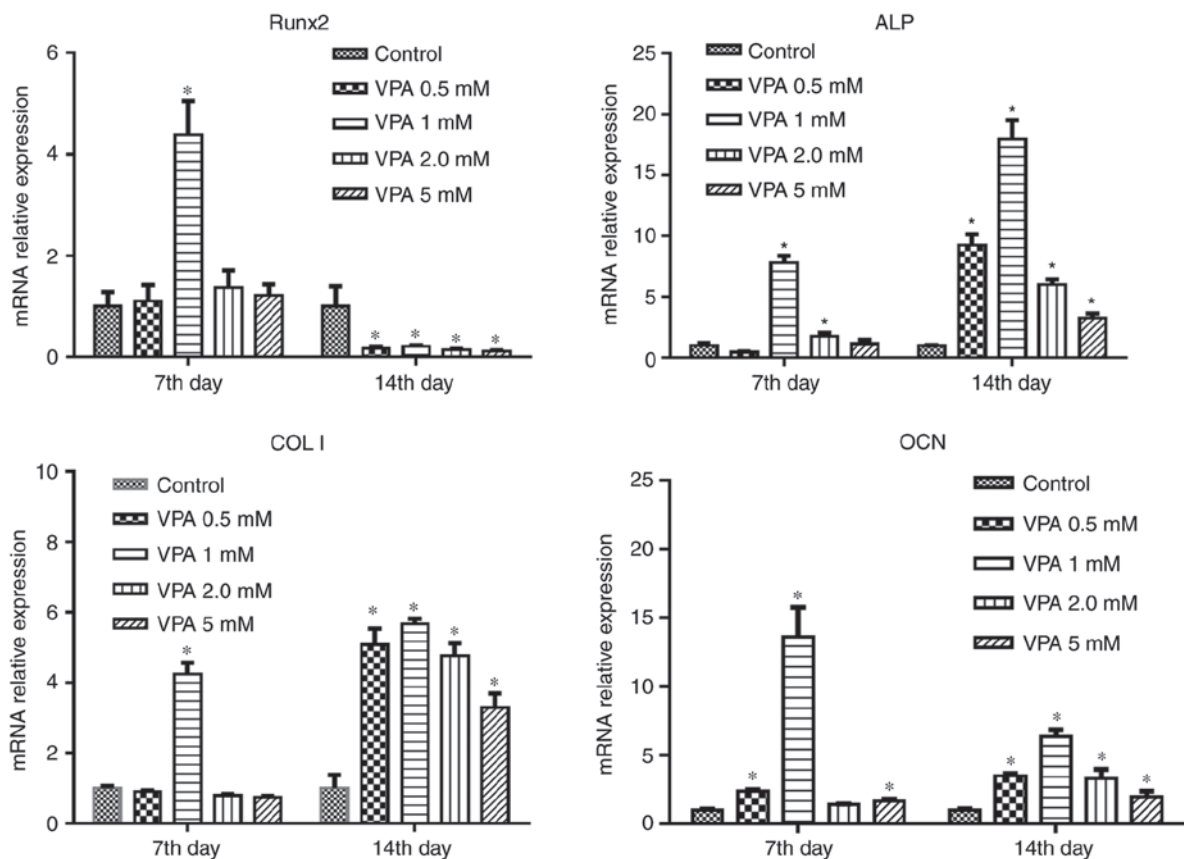 Runx2
mRNA relative expression
6
4
2
0
Control
VPA 0.5 mM
VPA 1 mM
VPA 2.0 mM
VPA 5 mM
*
* * * *
7th day 14th day
ALP
mRNA relative expression
25
20
15
10
5
0
Control
VPA 0.5 mM
VPA 1 mM
VPA 2.0 mM
VPA 5 mM
* *
* * * *
7th day 14th day
COL I
mRNA relative expression
10
8
6
4
2
0
Control
VPA 0.5 mM
VPA 1 mM
VPA 2.0 mM
VPA 5 mM
*
* * * *
7th day 14th day
OCN
mRNA relative expression
25
20
15
10
5
0
Control
VPA 0.5 mM
VPA 1 mM
VPA 2.0 mM
VPA 5 mM
* * *
* * * *
7th day 14th day